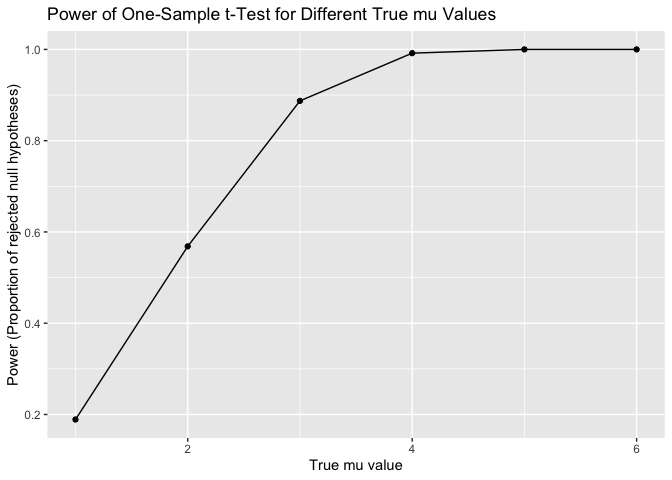 Power of One-Sample t-Test for Different True mu Values
Power (Proportion of rejected null hypotheses)
1.0
0.8
0.6
0.4
0.2
2 4 6
True mu value